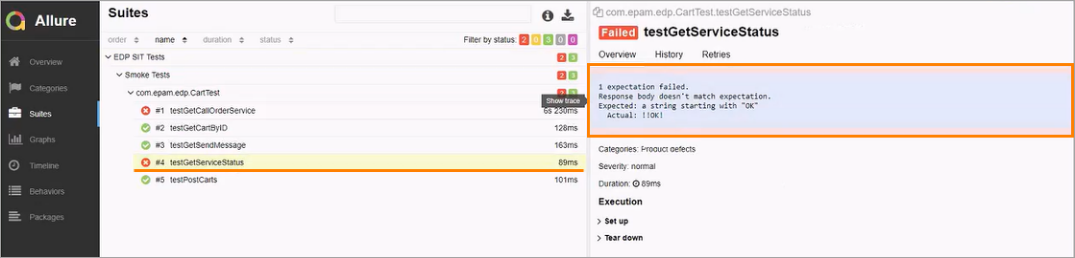 Allure
Overview
Categories
Suites
Graphs
Timeline
Behaviors
Packages
Suites
order name duration status Filter by status: 2 0 3 0 0
EDP SIT Tests 2 3
Smoke Tests 2 3
com.epam.edp.CartTest 2 3
Show trace
#1 testGetCallOrderService 6s 230ms
#2 testGetCartByID 128ms
#3 testGetSendMessage 163ms
#4 testGetServiceStatus 89ms
#5 testPostCarts 101ms
com.epam.edp.CartTest.testGetServiceStatus
Failed testGetServiceStatus
Overview History Retries
1 expectation failed.
Response body doesn't match expectation.
Expected: a string starting with "OK"
Actual: !!OK!
Categories: Product defects
Severity: normal
Duration: 89ms
Execution
Set up
Tear down